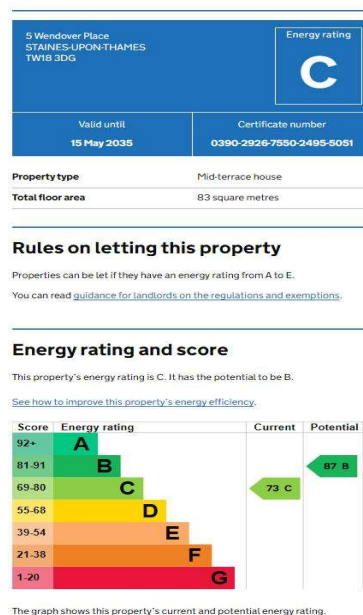 5 Wendover Place
STAINES-UPON-THAMES
TW18 3DG
Energy rating
C
Valid until
15 May 2035
Certificate number
0390-2926-7550-2495-5051
Property type
Mid-terrace house
Total floor area
83 square metres
Rules on letting this property
Properties can be let if they have an energy rating from A to E.
You can read guidance for landlords on the regulations and exemptions.
Energy rating and score
This property's energy rating is C. It has the potential to be B.
See how to improve this property's energy efficiency.
Score Energy rating Current Potential
92+ A
81-91 B 87 B
69-80 C 73 C
55-68 D
39-54 E
21-38 F
1-20 G
The graph shows this property's current and potential energy rating.